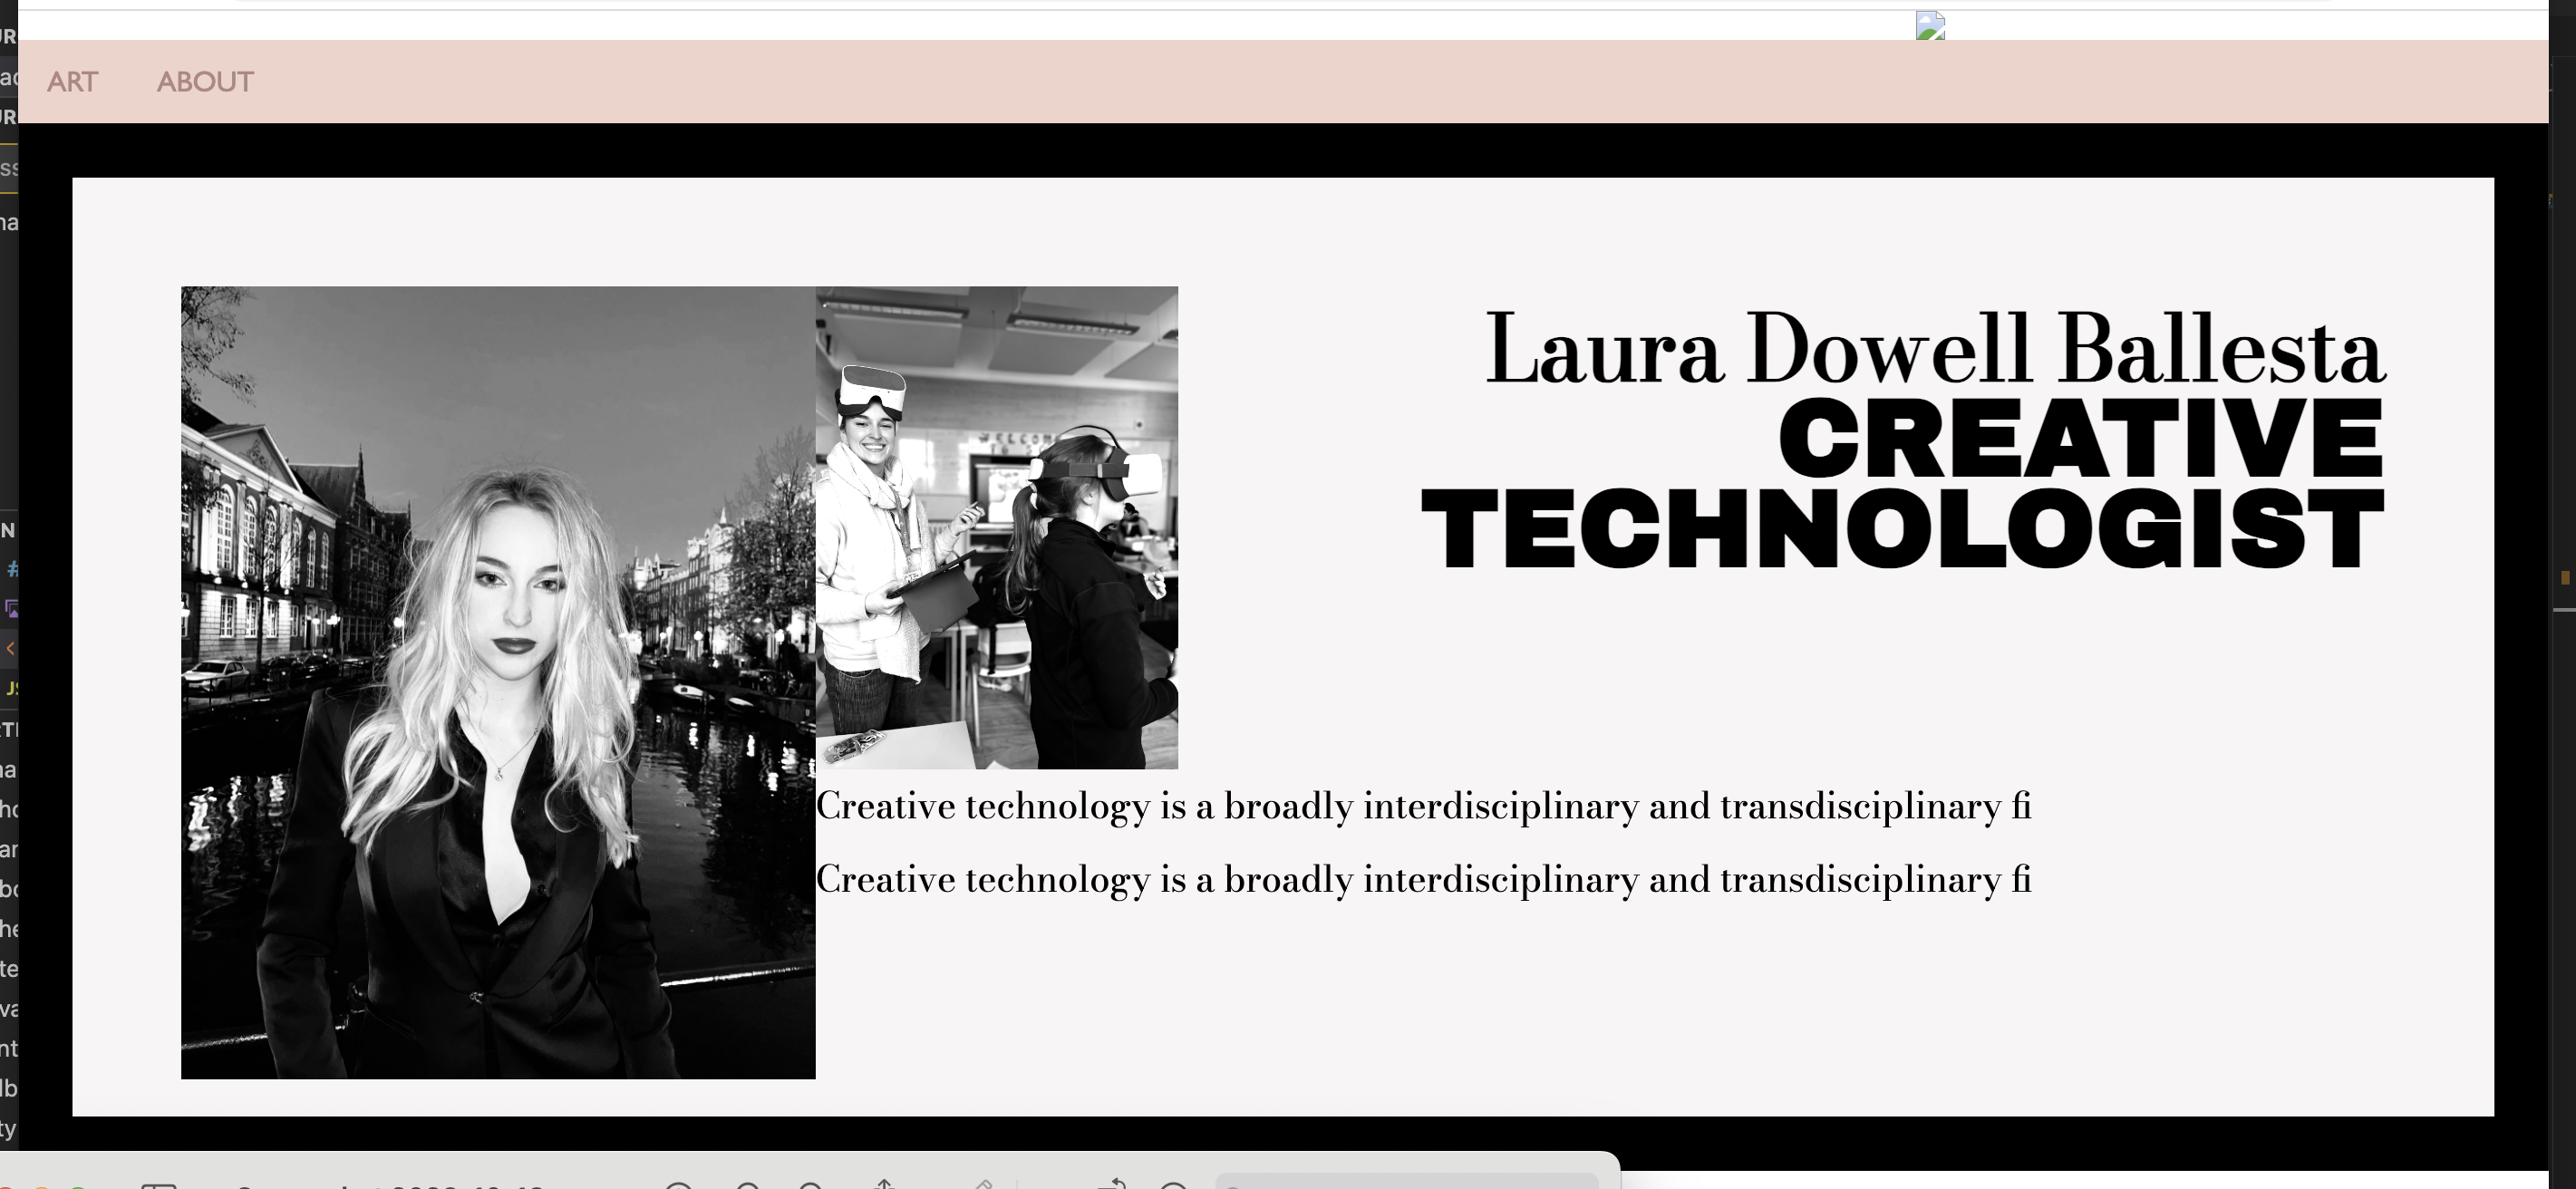 ART ABOUT
Laura Dowell Ballesta
CREATIVE
TECHNOLOGIST
WELCOME
Creative technology is a broadly interdisciplinary and transdisciplinary fi
Creative technology is a broadly interdisciplinary and transdisciplinary fi